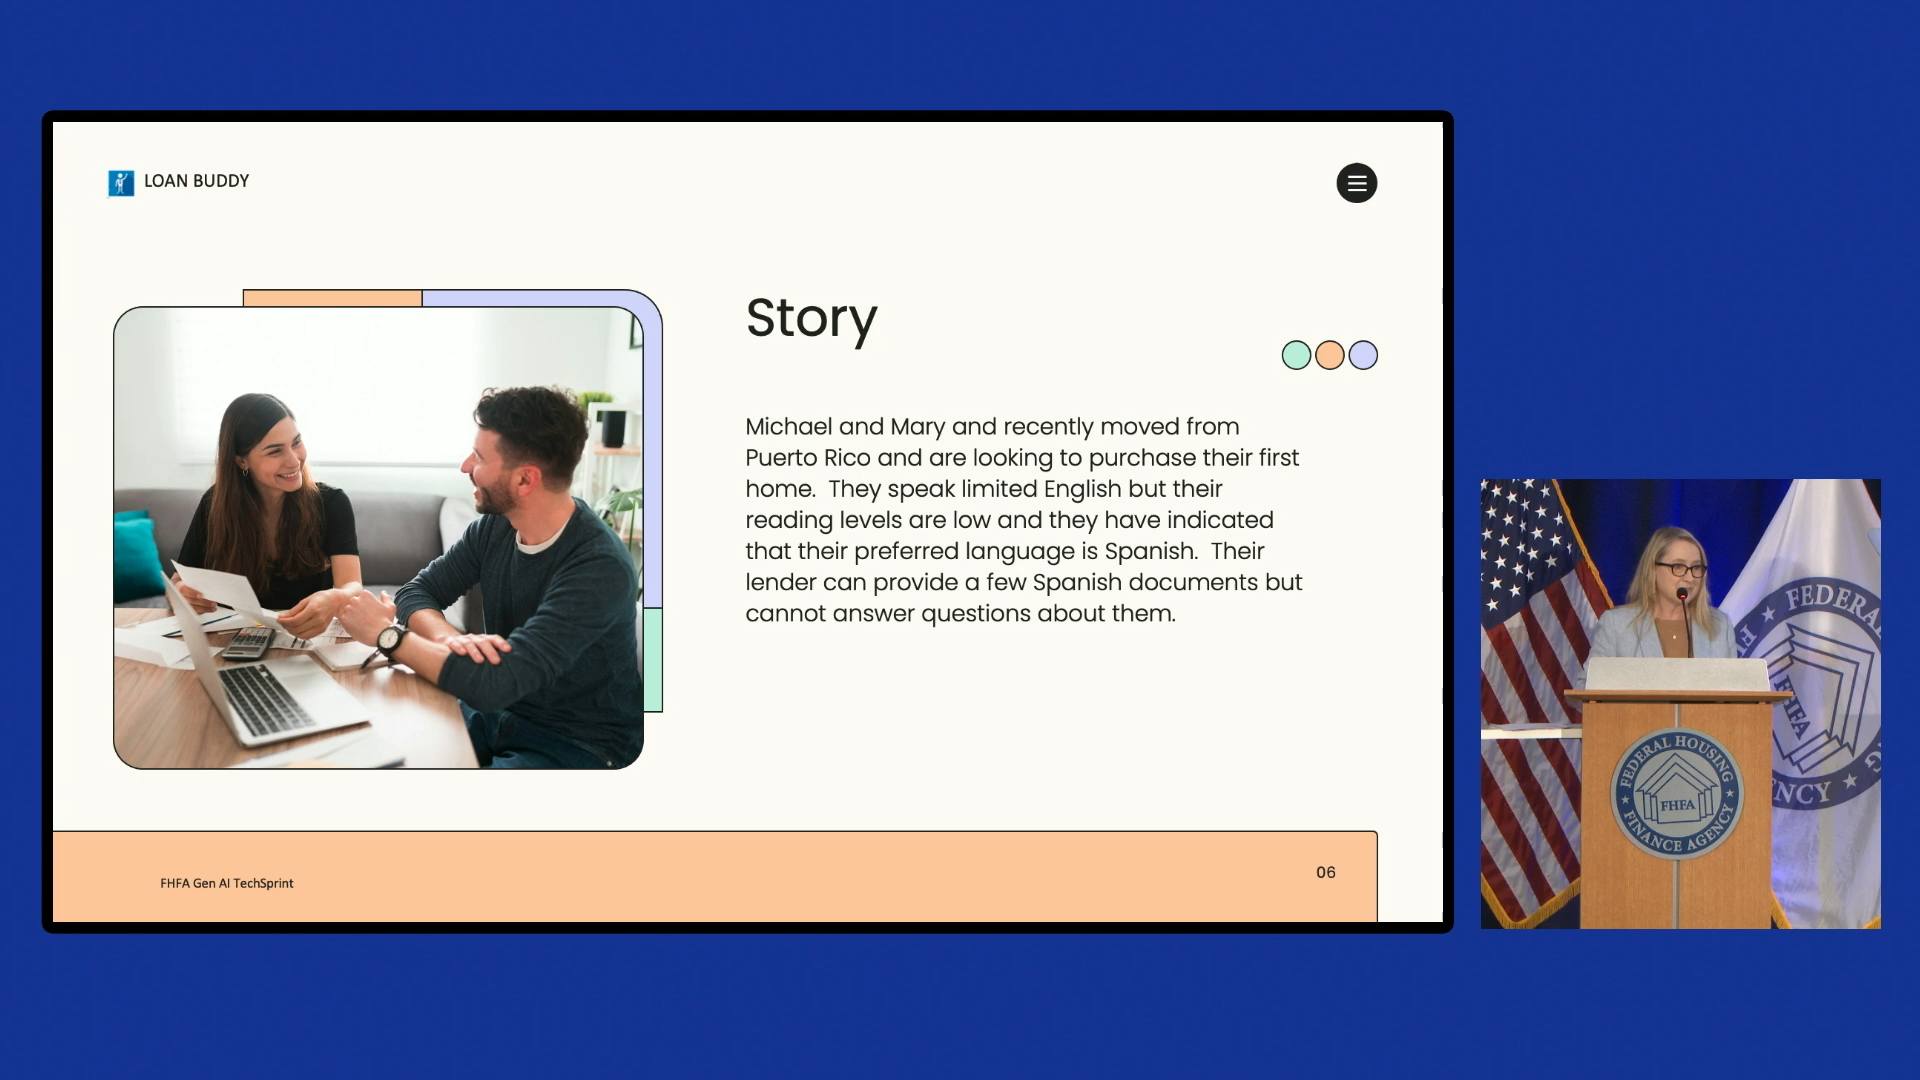 LOAN BUDDY
Story
Michael and Mary and recently moved from
Puerto Rico and are looking to purchase their first
home.  They speak limited English but their
reading levels are low and they have indicated
that their preferred language is Spanish.  Their
lender can provide a few Spanish documents but
cannot answer questions about them.
FHFA Gen AI TechSprint
06
FEDERAL HOUSING
FINANCE AGENCY
FHFA
FEDERA
FHFA
NCY